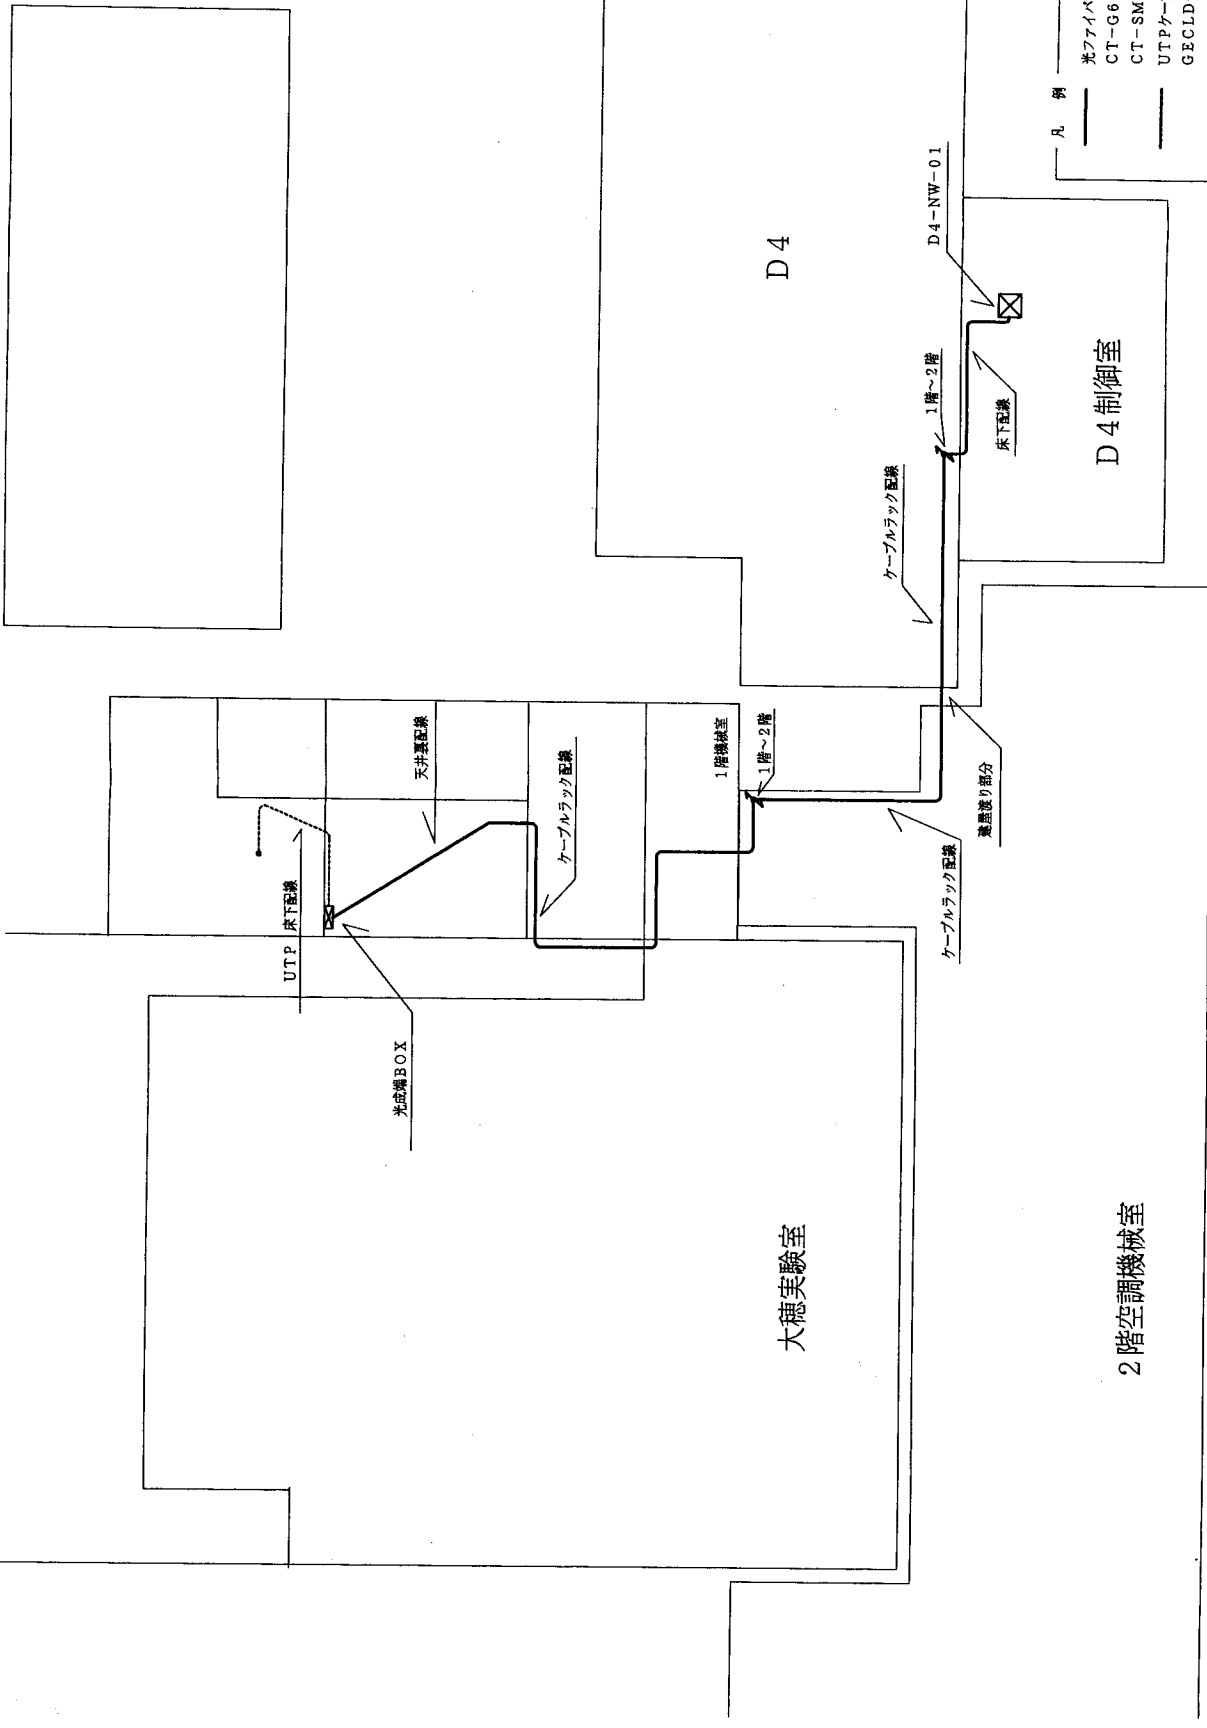 UTP 床下配線
光成端BOX
天井裏配線
ケーブルラック配線
1階機械室
1階~2階
大穂実験室
2階空調機械室
ケーブルラック配線
建屋渡り部分
ケーブルラック配線
1階~2階
床下配線
D4
D4-NW-01
D4制御室
凡 例
光ファイバ
CT-G6
CT-SM
UTPケー
GECLD